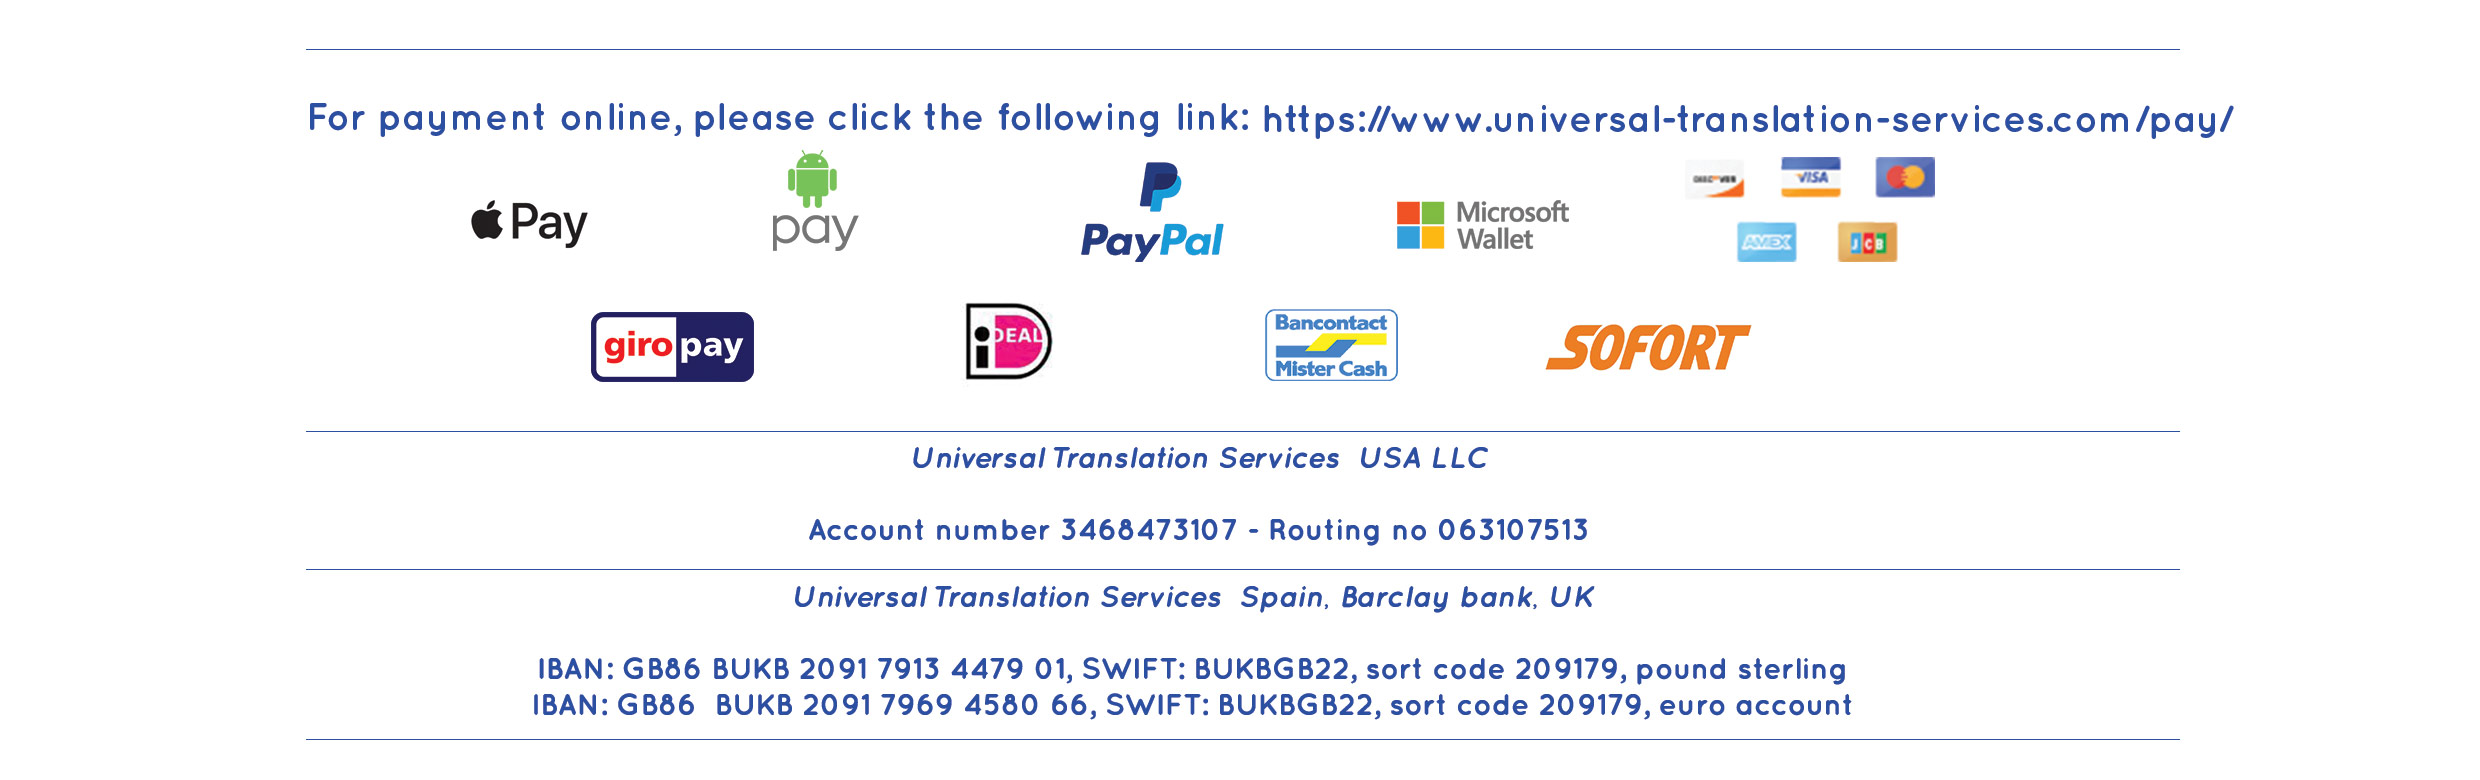 For payment online, please click the following link: https://www.universal-translation-services.com/pay/
Pay
pay
PayPal
Microsoft
Wallet
DISCOVER
VISA
AMEX
JCB
giropay
iDEAL
Bancontact
Mister Cash
SOFORT
Universal Translation Services USA LLC
Account number 3468473107 - Routing no 063107513
Universal Translation Services Spain, Barclay bank, UK
IBAN: GB86 BUKB 2091 7913 4479 01, SWIFT: BUKBGB22, sort code 209179, pound sterling
IBAN: GB86 BUKB 2091 7969 4580 66, SWIFT: BUKBGB22, sort code 209179, euro account